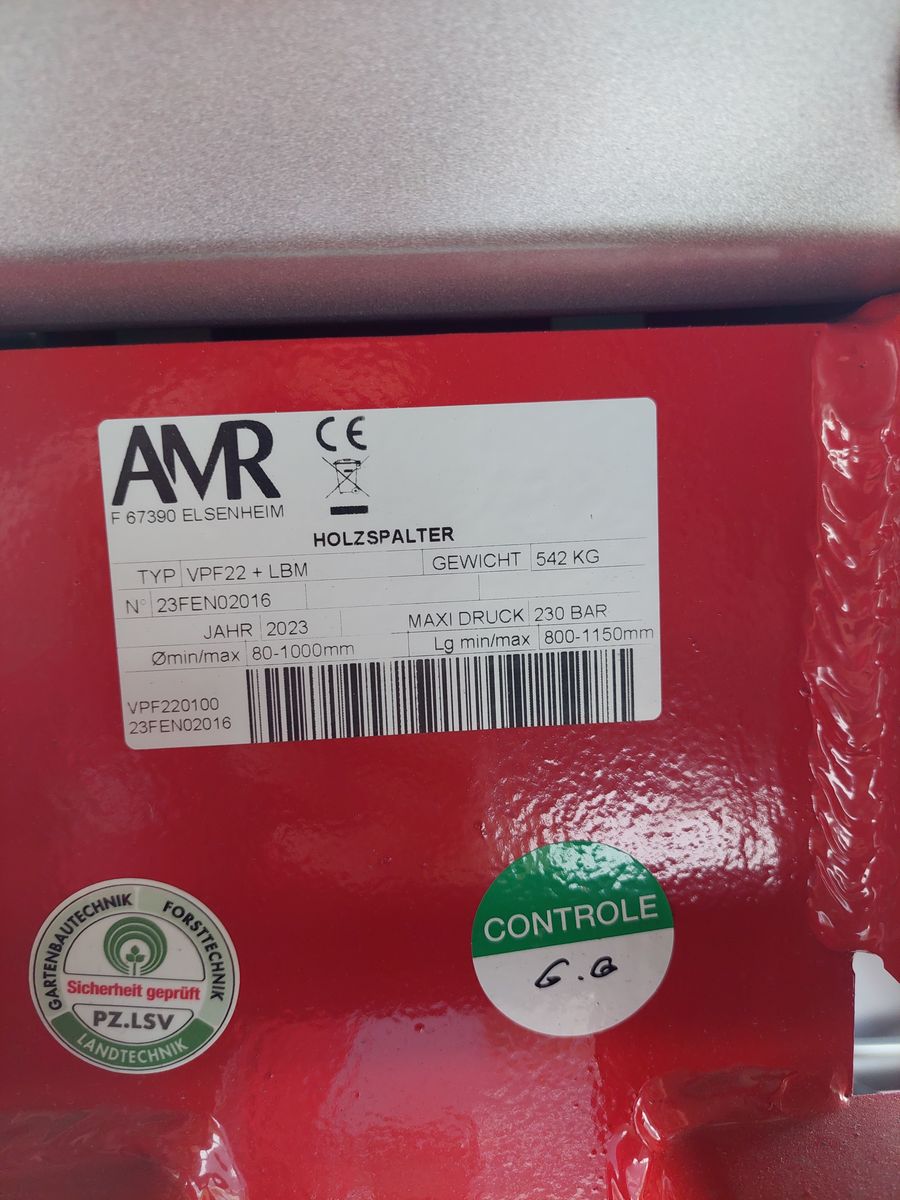 AMR
CE
F 67390 ELSENHEIM
HOLZSPALTER
TYP VPF22 + LBM GEWICHT 542 KG
N° 23FEN02016
JAHR 2023 MAXI DRUCK 230 BAR
Ømin/max 80-1000mm Lg min/max 800-1150mm
VPF220100
23FEN02016
CONTROLE
G.G
GARTENBAUTECHNIK FORSTTECHNIK
Sicherheit geprüft
PZ.LSV
LANDTECHNIK